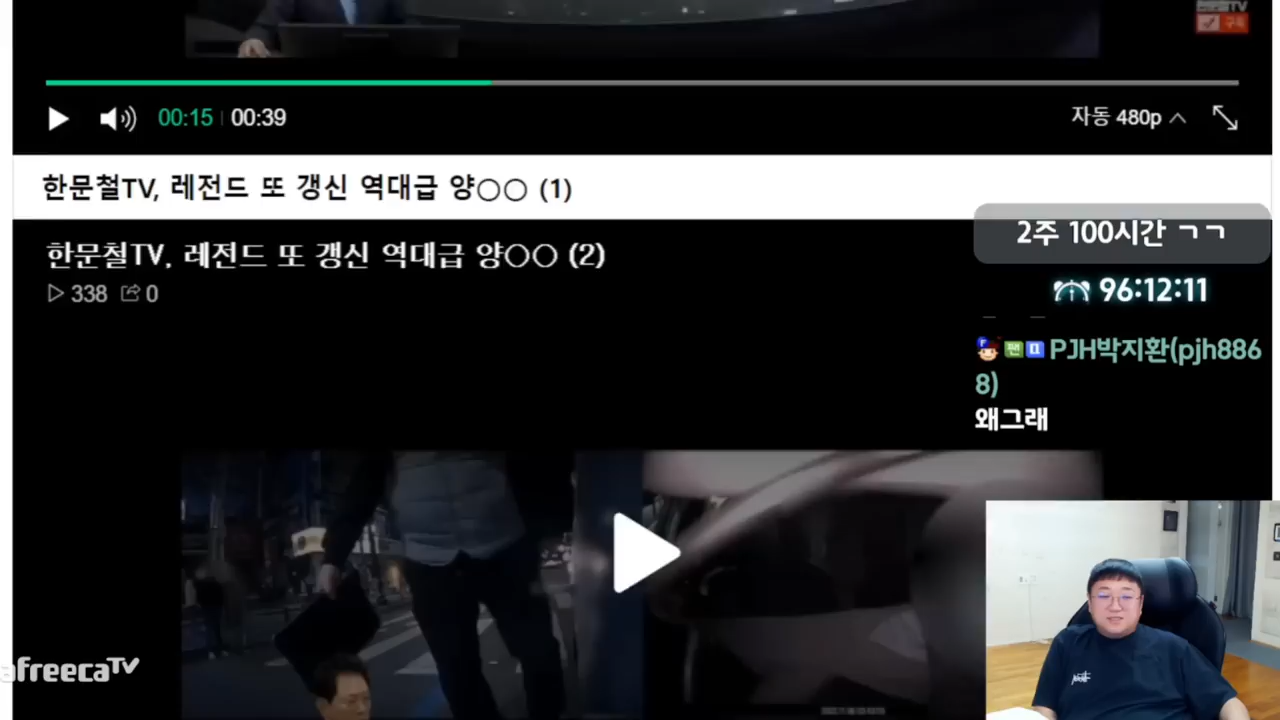 구독
00:15 00:39
자동 480p
한문철TV, 레전드 또 갱신 역대급 양○○ (1)
2주 100시간 ㄱㄱ
한문철TV, 레전드 또 갱신 역대급 양○○ (2)
338 0
96:12:11
팬 PJH박지환(pjh886
8)
왜그래
afreecaTV